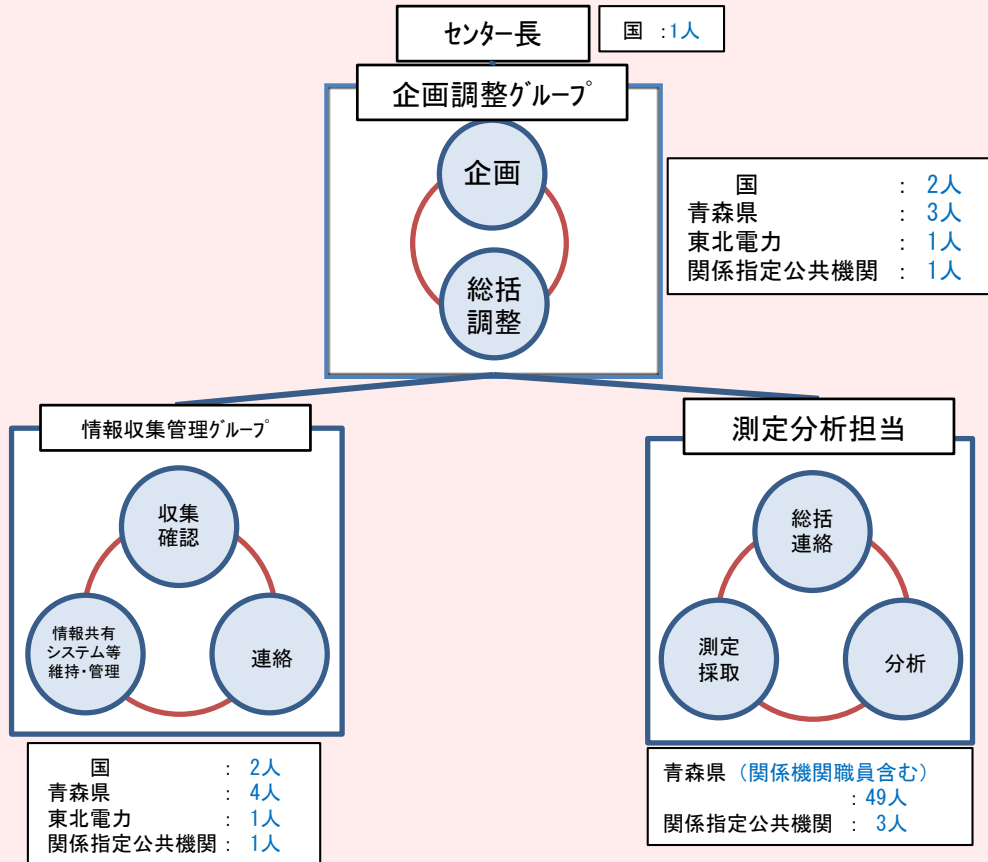 センター長
国 :1人
企画調整グループ
企画
総括
調整
国 : 2人
青森県 : 3人
東北電力 : 1人
関係指定公共機関 : 1人
情報収集管理グループ
収集
確認
情報共有
システム等
維持・管理
連絡
国 : 2人
青森県 : 4人
東北電力 : 1人
関係指定公共機関 : 1人
測定分析担当
総括
連絡
測定
採取
分析
青森県 (関係機関職員含む)
: 49人
関係指定公共機関 : 3人